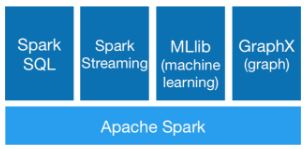 Spark
SQL
Spark
Streaming
MLlib
(machine
learning)
GraphX
(graph)
Apache Spark